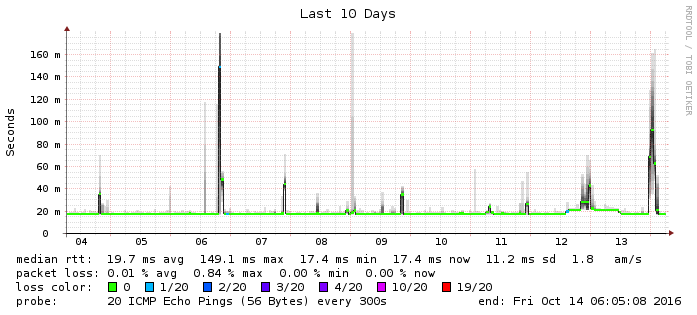 Last 10 Days
RRDTOOL / TOBI OETIKER
Seconds
160 m
140 m
120 m
100 m
80 m
60 m
40 m
20 m
0
04 05 06 07 08 09 10 11 12 13
median rtt: 19.7 ms avg 149.1 ms max 17.4 ms min 17.4 ms now 11.2 ms sd 1.8 am/s
packet loss: 0.01 % avg 0.84 % max 0.00 % min 0.00 % now
loss color: 0 1/20 2/20 3/20 4/20 10/20 19/20
probe: 20 ICMP Echo Pings (56 Bytes) every 300s end: Fri Oct 14 06:05:08 2016